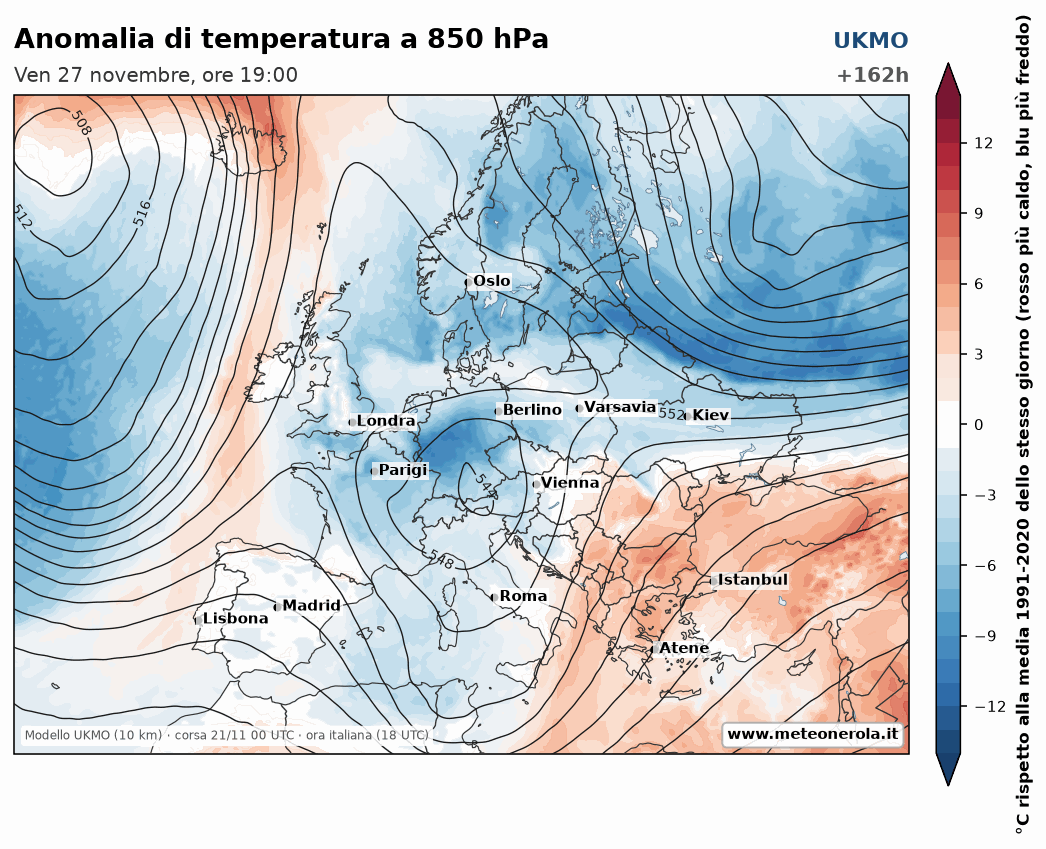 Anomalia di temperatura a 850 hPa
UKMO
Ven 27 novembre, ore 19:00
+162h
508
512
516
Oslo
Londra
Berlino
Varsavia
552
Kiev
Parigi
544
Vienna
48
Istanbul
Roma
Madrid
Lisbona
Atene
Modello UKMO (10 km) · corsa 21/11 00 UTC · ora italiana (18 UTC)
www.meteonerola.it
12
9
6
3
0
−3
−6
−9
−12
°C rispetto alla media 1991-2020 dello stesso giorno (rosso più caldo, blu più freddo)